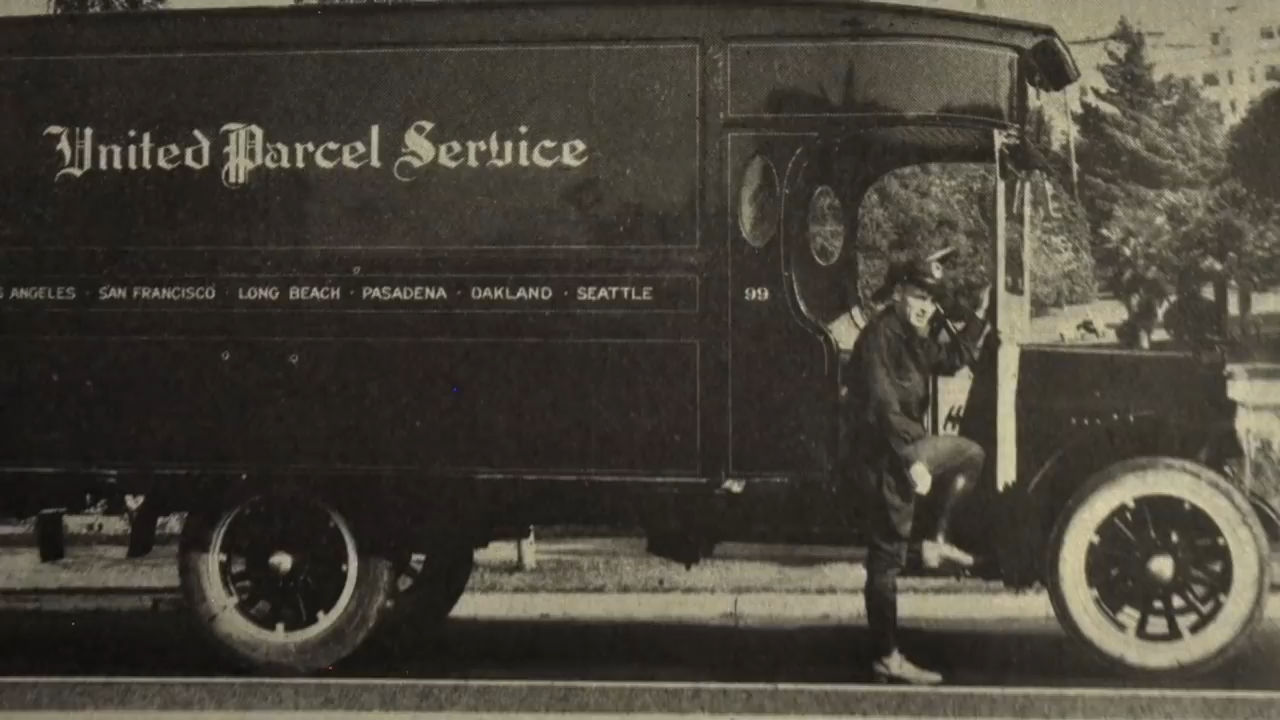 United Parcel Service
ANGELES · SAN FRANCISCO · LONG BEACH · PASADENA · OAKLAND · SEATTLE
99